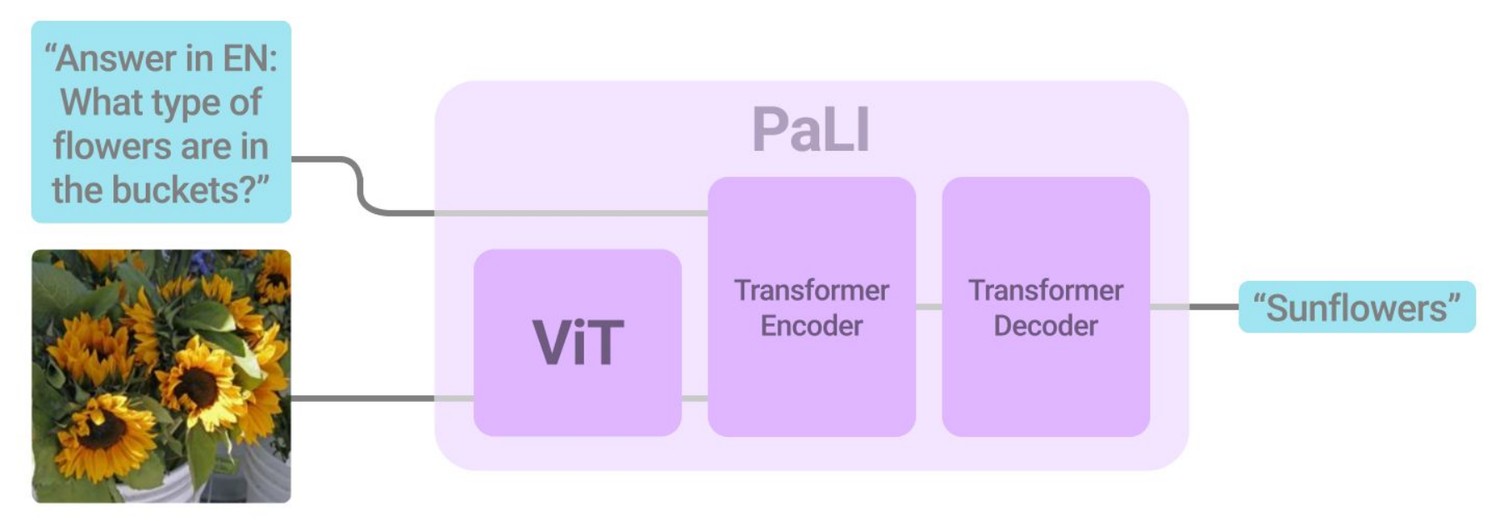 “Answer in EN:
What type of
flowers are in
the buckets?”
PaLI
ViT
Transformer
Encoder
Transformer
Decoder
“Sunflowers”